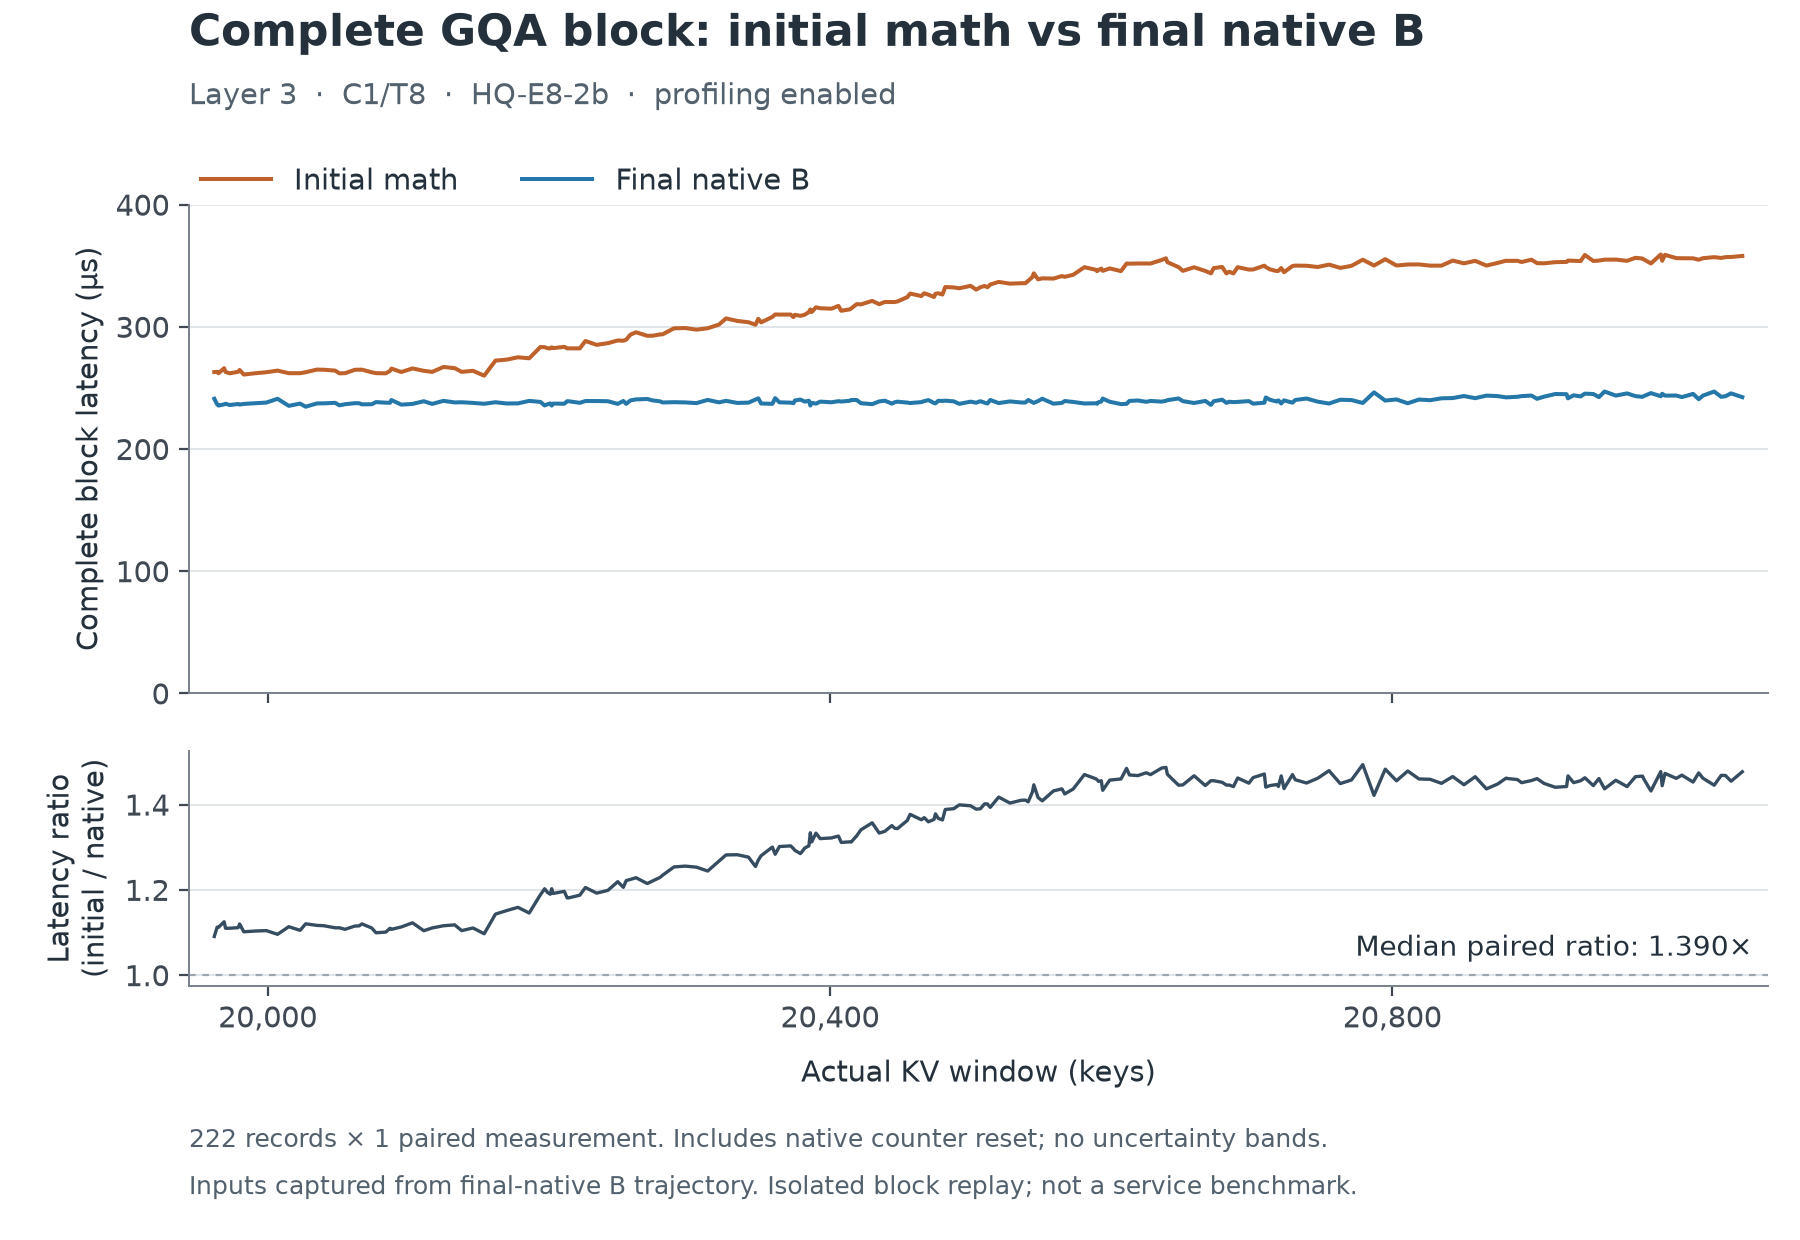 Complete GQA block: initial math vs final native B
Layer 3 · C1/T8 · HQ-E8-2b · profiling enabled
Initial math
Final native B
Complete block latency (µs)
400
300
200
100
0
Latency ratio
(initial / native)
1.4
1.2
1.0
Median paired ratio: 1.390×
20,000
20,400
20,800
Actual KV window (keys)
222 records × 1 paired measurement. Includes native counter reset; no uncertainty bands.
Inputs captured from final-native B trajectory. Isolated block replay; not a service benchmark.